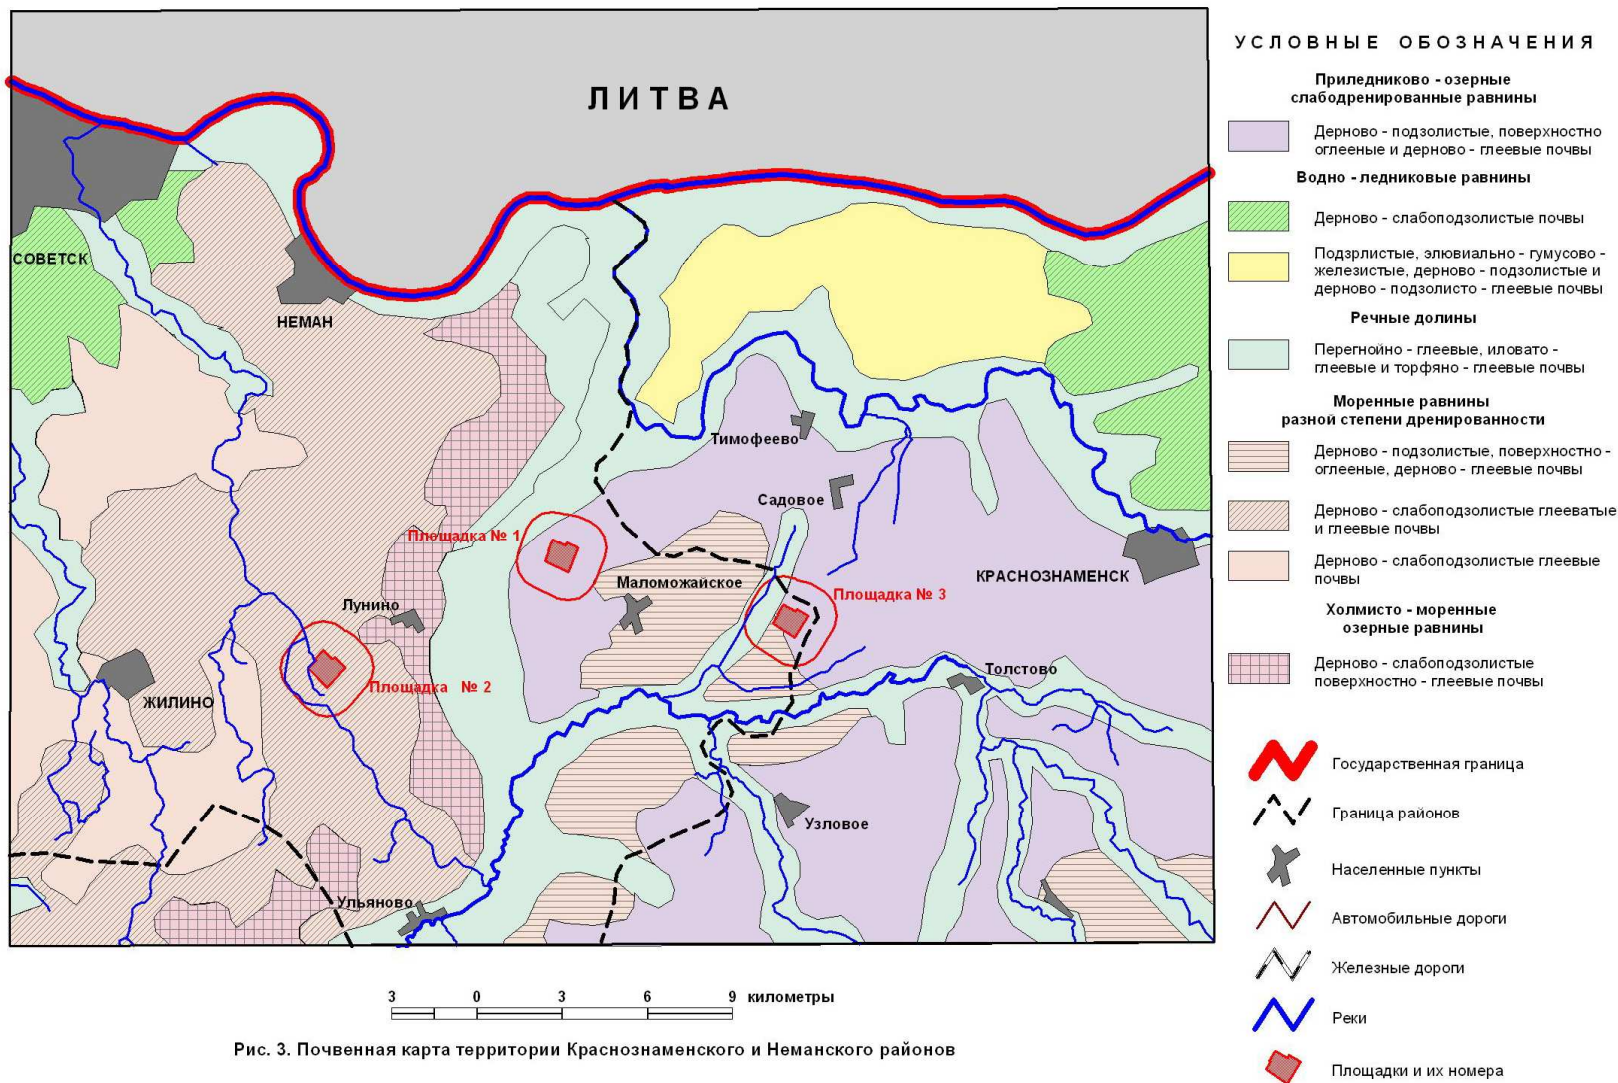 ЛИТВА
СОВЕТСК
НЕМАН
Тимофеево
Садовое
Площадка № 1
Маломожайское
КРАСНОЗНАМЕНСК
Площадка № 3
Лунино
Площадка № 2
Толстово
ЖИЛИНО
Узловое
Ульяново
3 0 3 6 9 километры
Рис. 3. Почвенная карта территории Краснознаменского и Неманского районов
УСЛОВНЫЕ ОБОЗНАЧЕНИЯ
Приледниково - озерные
слабодренированные равнины
Дерново - подзолистые, поверхностно
оглееные и дерново - глеевые почвы
Водно - ледниковые равнины
Дерново - слабоподзолистые почвы
Подзрлистые, элювиально - гумусово -
железистые, дерново - подзолистые и
дерново - подзолисто - глеевые почвы
Речные долины
Перегнойно - глеевые, иловато -
глеевые и торфяно - глеевые почвы
Моренные равнины
разной степени дренированности
Дерново - подзолистые, поверхностно -
оглееные, дерново - глеевые почвы
Дерново - слабоподзолистые глееватые
и глеевые почвы
Дерново - слабоподзолистые глеевые
почвы
Холмисто - моренные
озерные равнины
Дерново - слабоподзолистые
поверхностно - глеевые почвы
Государственная граница
Граница районов
Населенные пункты
Автомобильные дороги
Железные дороги
Реки
Площадки и их номера